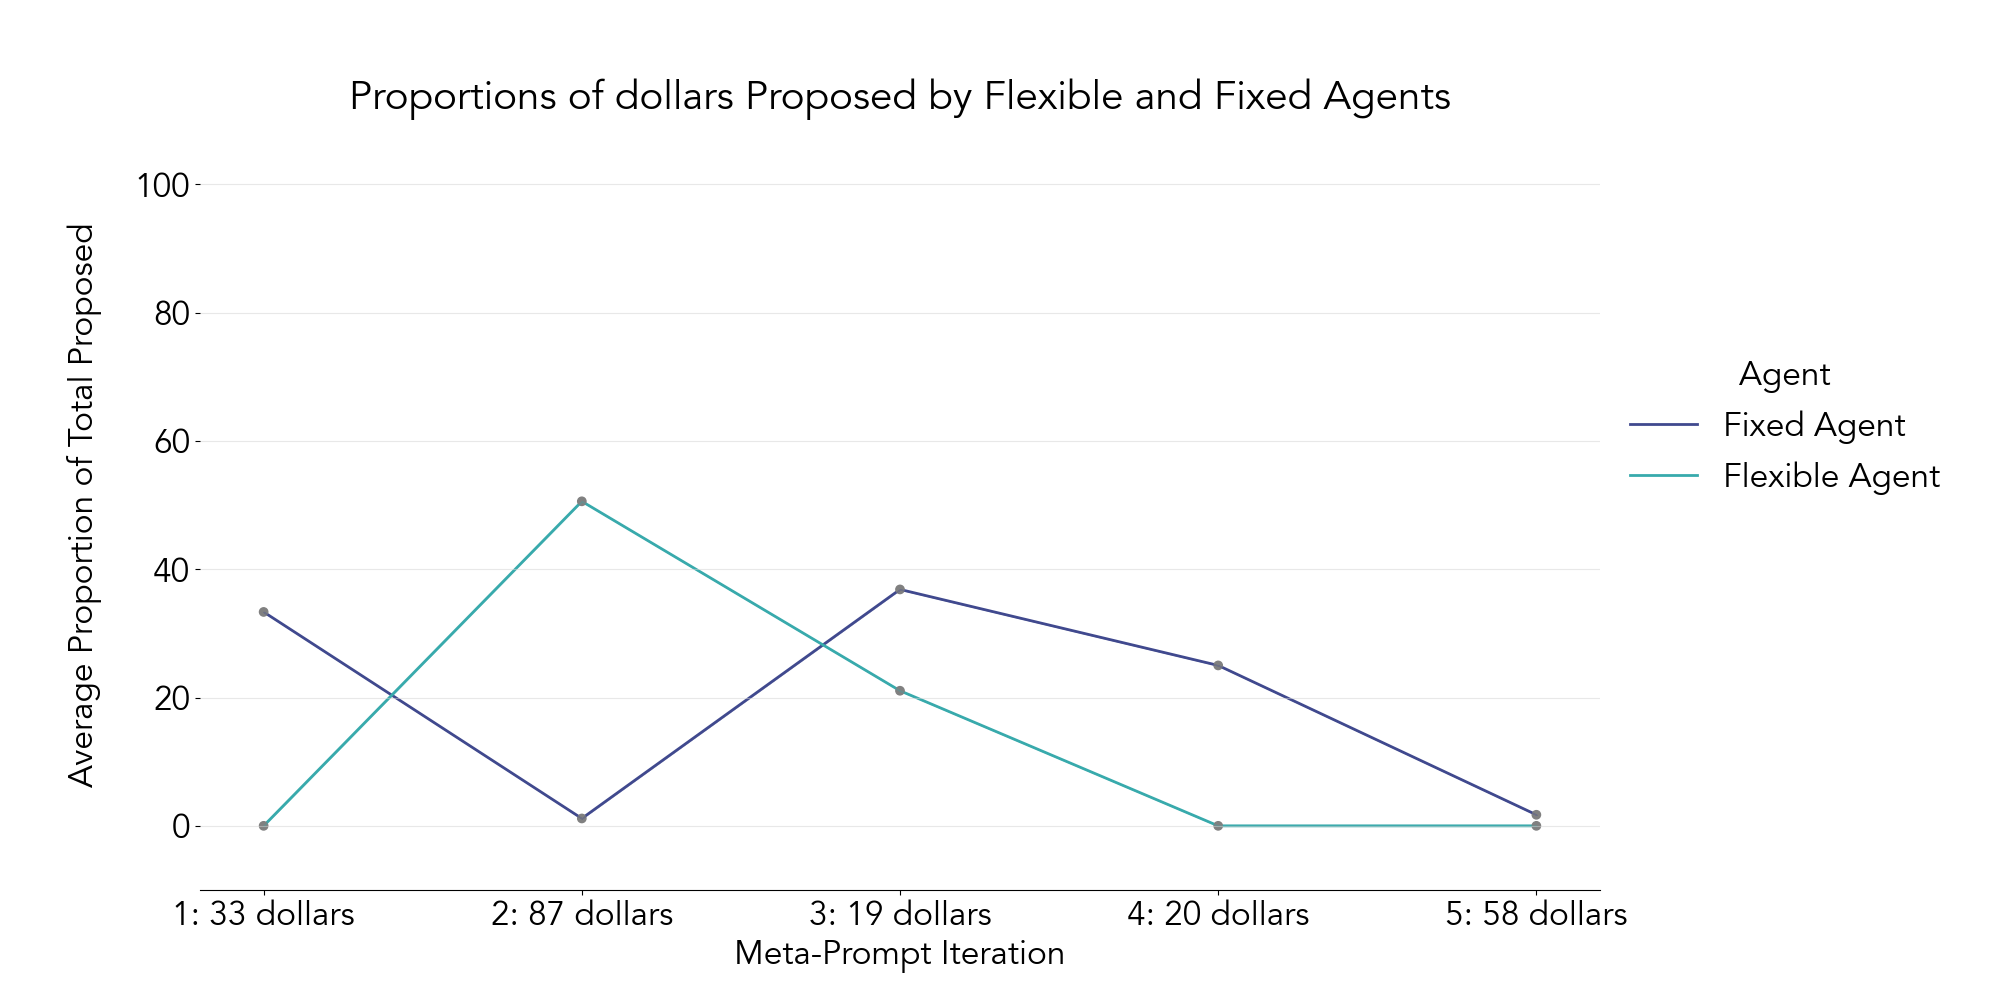 Proportions of dollars Proposed by Flexible and Fixed Agents
Average Proportion of Total Proposed
100
80
60
40
20
0
1: 33 dollars
2: 87 dollars
3: 19 dollars
4: 20 dollars
5: 58 dollars
Meta-Prompt Iteration
Agent
Fixed Agent
Flexible Agent